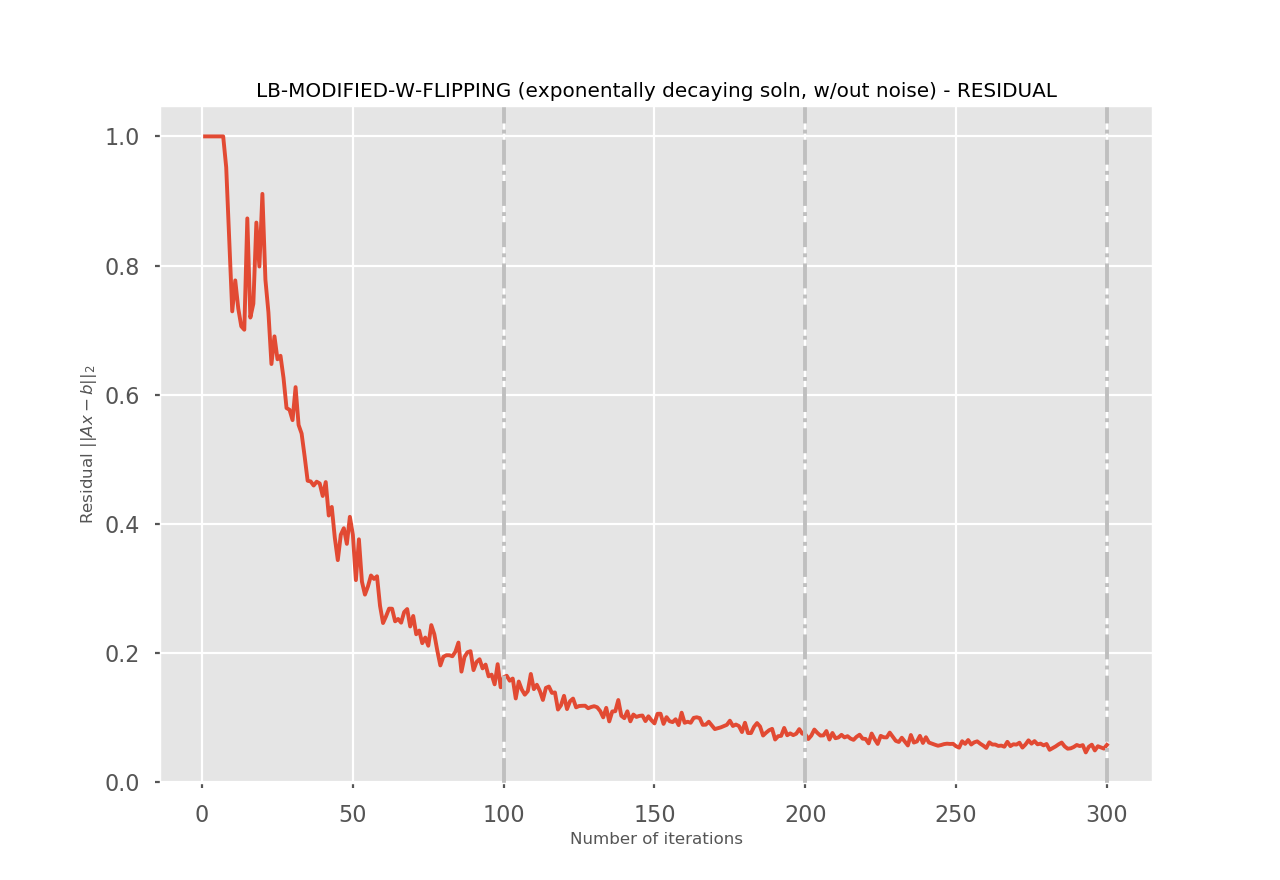 LB-MODIFIED-W-FLIPPING (exponentially decaying soln, w/out noise) - RESIDUAL
1.0
0.8
0.6
0.4
0.2
0.0
Residual ||Ax − b||₂
0 50 100 150 200 250 300
Number of iterations